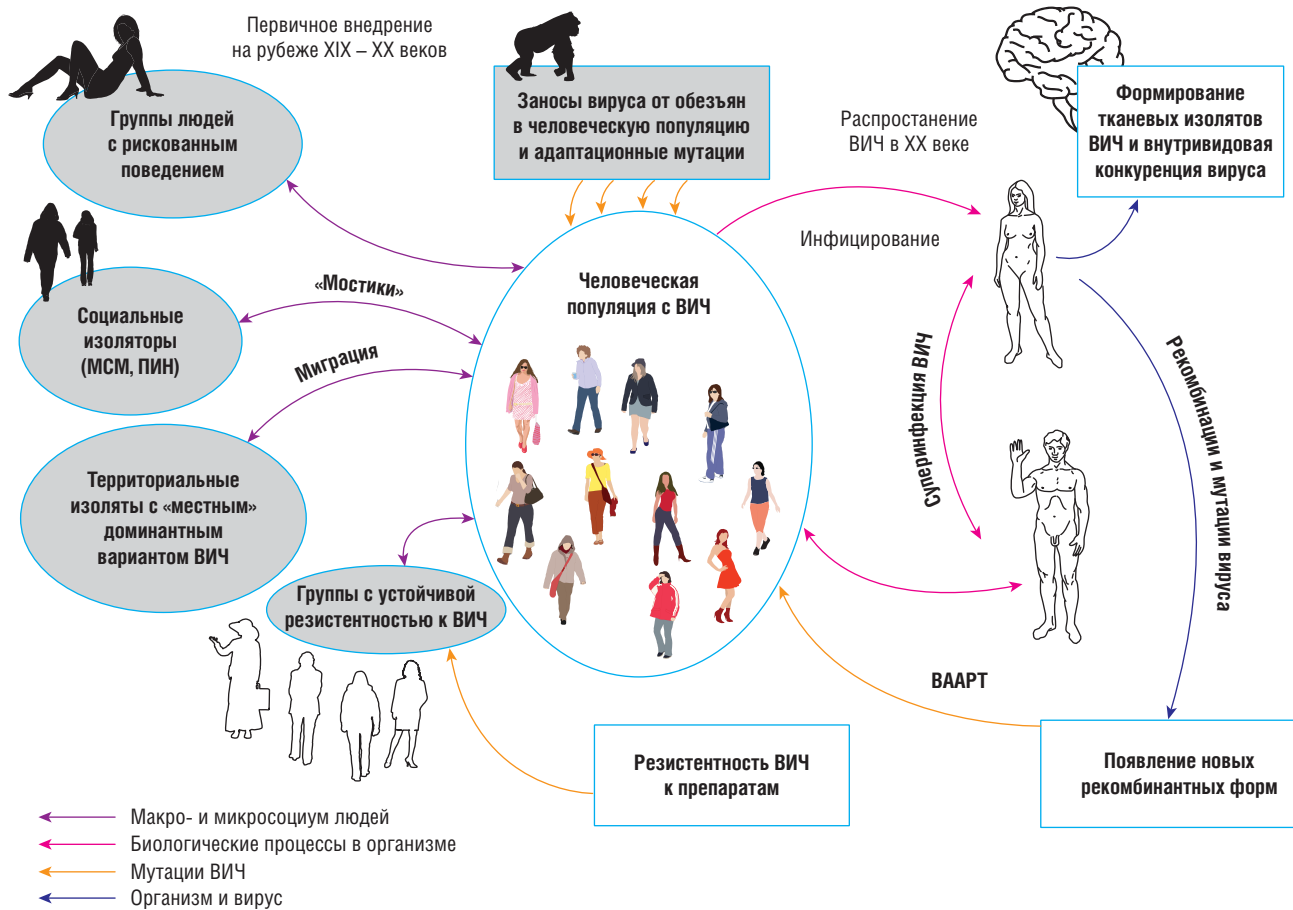 Первичное внедрение
на рубеже XIX – XX веков
Группы людей
с рискованным
поведением
Заносы вируса от обезъян
в человеческую популяцию
и адаптационные мутации
Распростанение
ВИЧ в XX веке
Формирование
тканевых изолятов
ВИЧ и внутривидовая
конкуренция вируса
Инфицирование
«Мостики»
Человеческая
популяция с ВИЧ
Социальные
изоляторы
(МСМ, ПИН)
Миграция
Суперинфекция ВИЧ
Рекомбинации и мутации вируса
Территориальные
изоляты с «местным»
доминантным
вариантом ВИЧ
Группы с устойчивой
резистентностью к ВИЧ
ВААРТ
Резистентность ВИЧ
к препаратам
Появление новых
рекомбинантных форм
Макро- и микросоциум людей
Биологические процессы в организме
Мутации ВИЧ
Организм и вирус